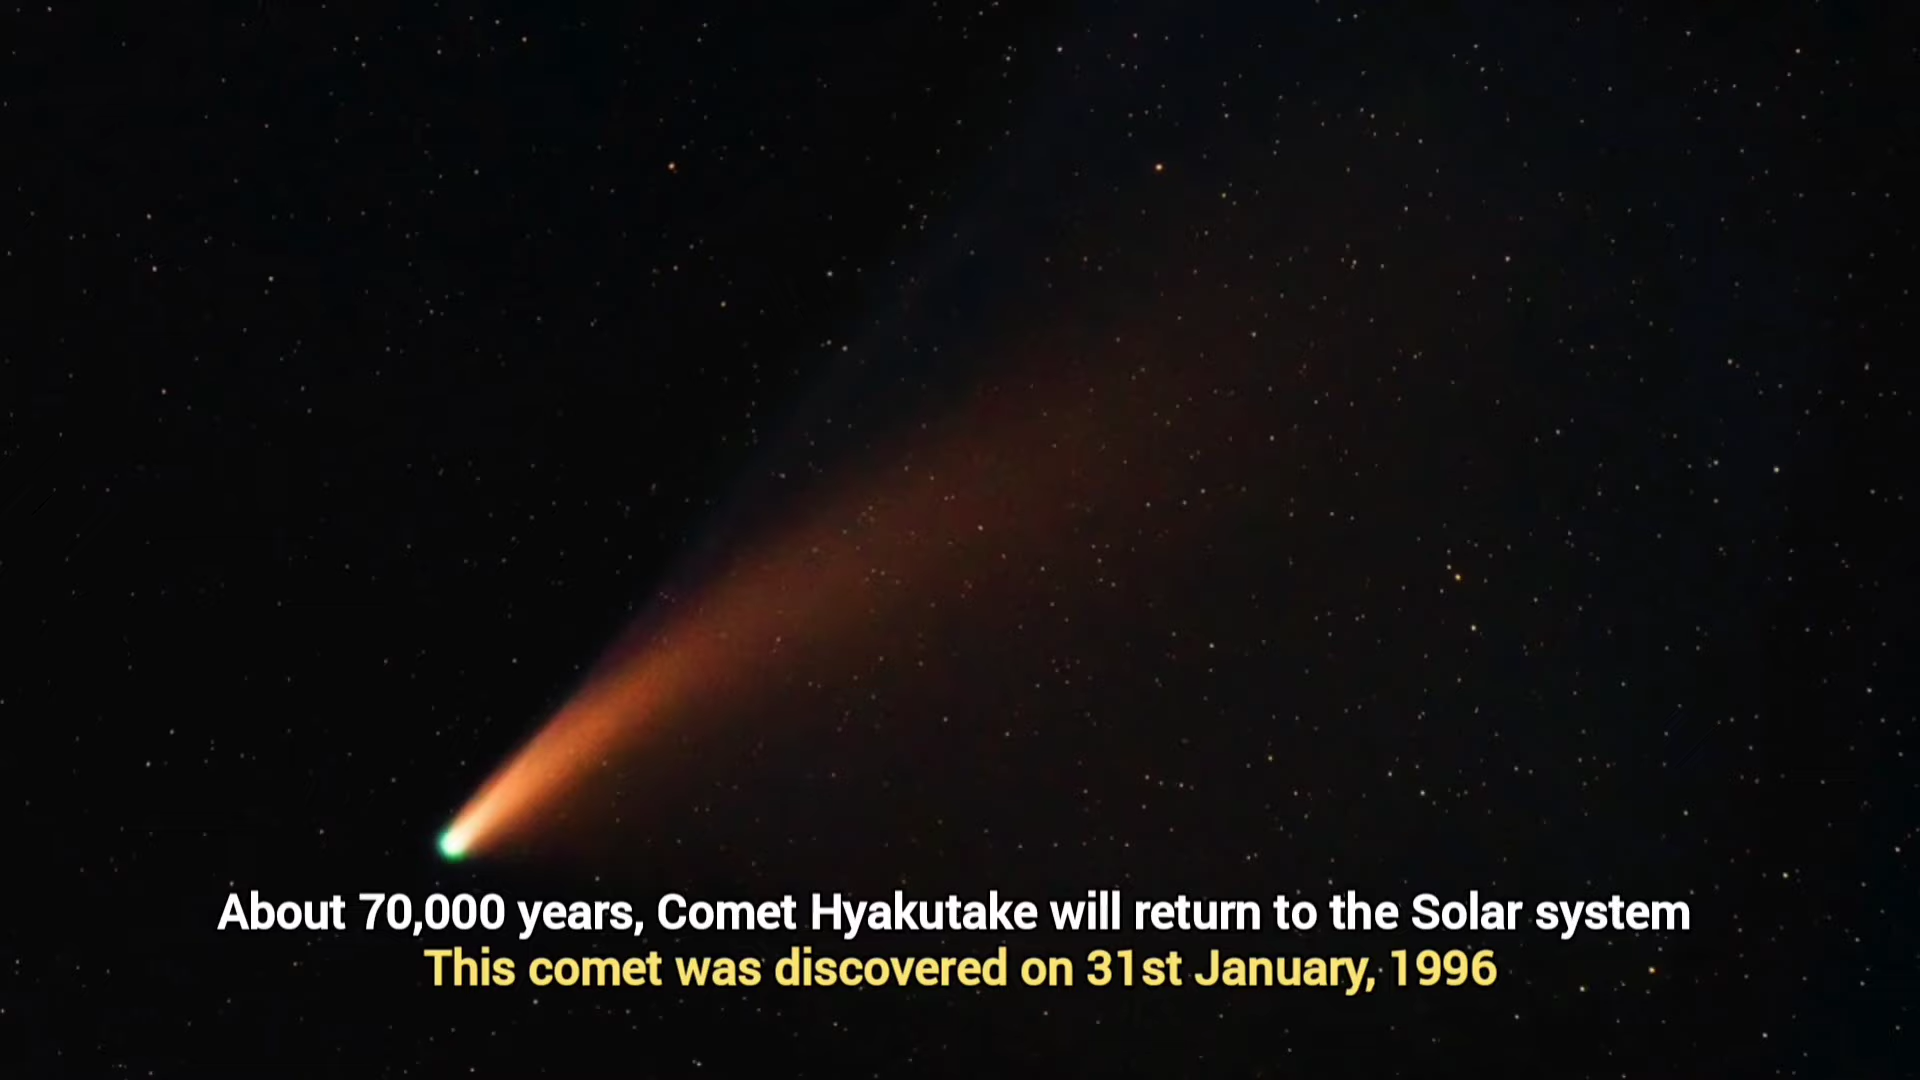 About 70,000 years, Comet Hyakutake will return to the Solar system
This comet was discovered on 31st January, 1996